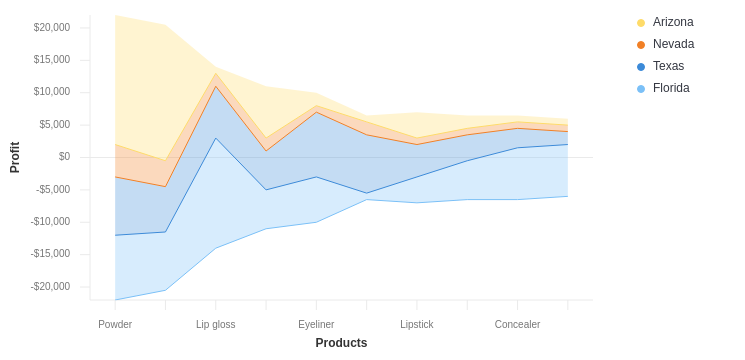 $20,000
$15,000
$10,000
$5,000
$0
-$5,000
-$10,000
-$15,000
-$20,000
Profit
Powder
Lip gloss
Eyeliner
Lipstick
Concealer
Products
Arizona
Nevada
Texas
Florida